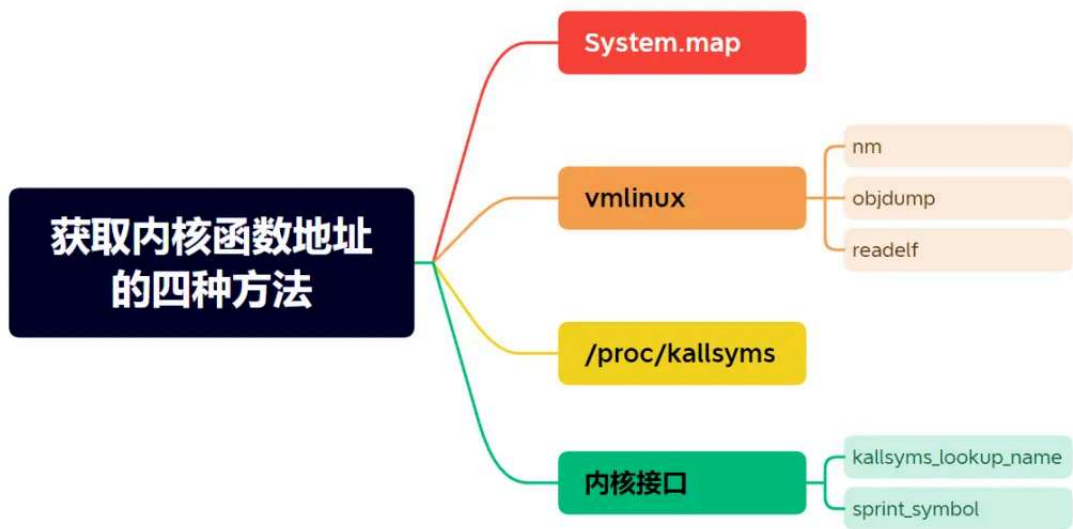 获取内核函数地址
的四种方法
System.map
vmlinux
nm
objdump
readelf
/proc/kallsyms
内核接口
kallsyms_lookup_name
sprint_symbol